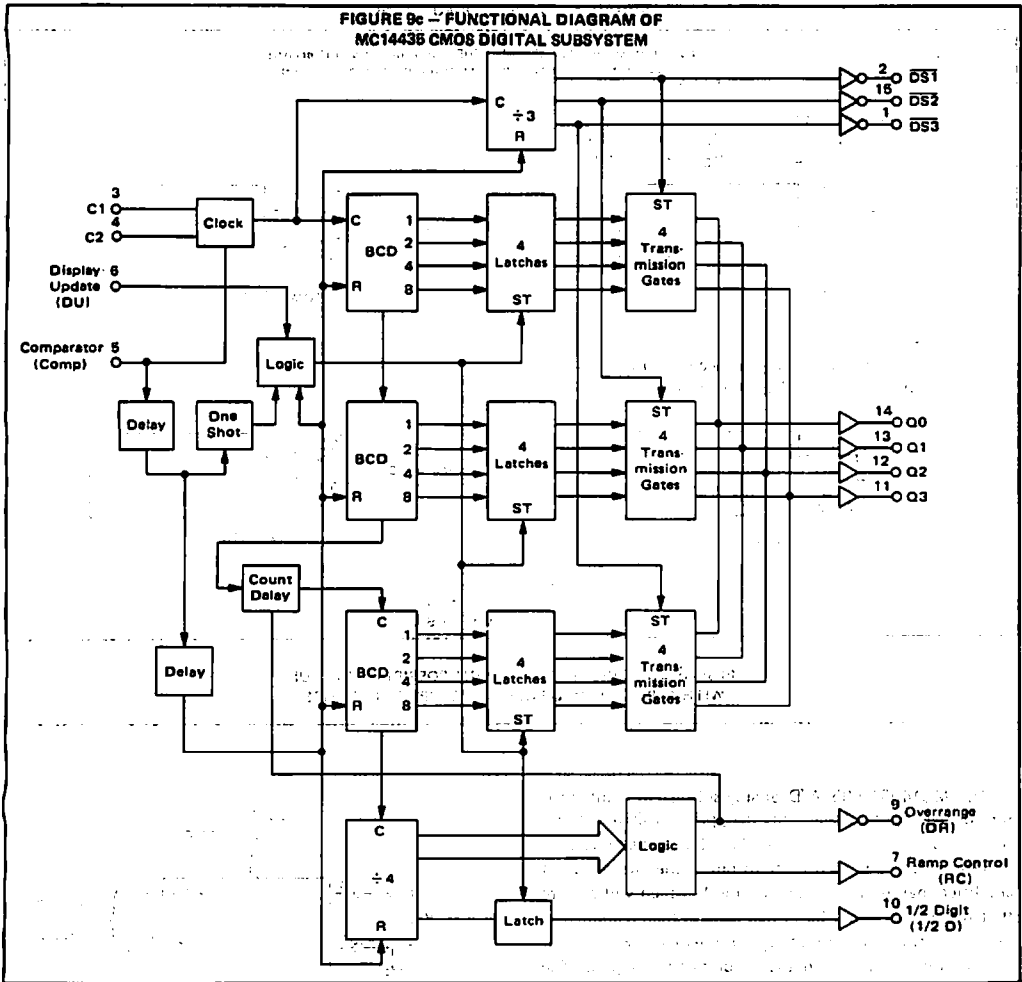 FIGURE 9c – FUNCTIONAL DIAGRAM OF
MC14435 CMOS DIGITAL SUBSYSTEM
C
÷3
R
2
DS1
15
DS2
1
DS3
3
C1
4
C2
Clock
Display
Update
(DU)
6
Comparator
(Comp)
5
Logic
Delay
One
Shot
C
BCD
R
1
2
4
8
4
Latches
ST
ST
4
Trans-
mission
Gates
BCD
R
1
2
4
8
4
Latches
ST
ST
4
Trans-
mission
Gates
14
Q0
13
Q1
12
Q2
11
Q3
Count
Delay
Delay
C
BCD
R
1
2
4
8
4
Latches
ST
ST
4
Trans-
mission
Gates
C
÷4
R
Logic
Latch
9
Overrange
(OR)
7
Ramp Control
(RC)
10
1/2 Digit
(1/2 D)